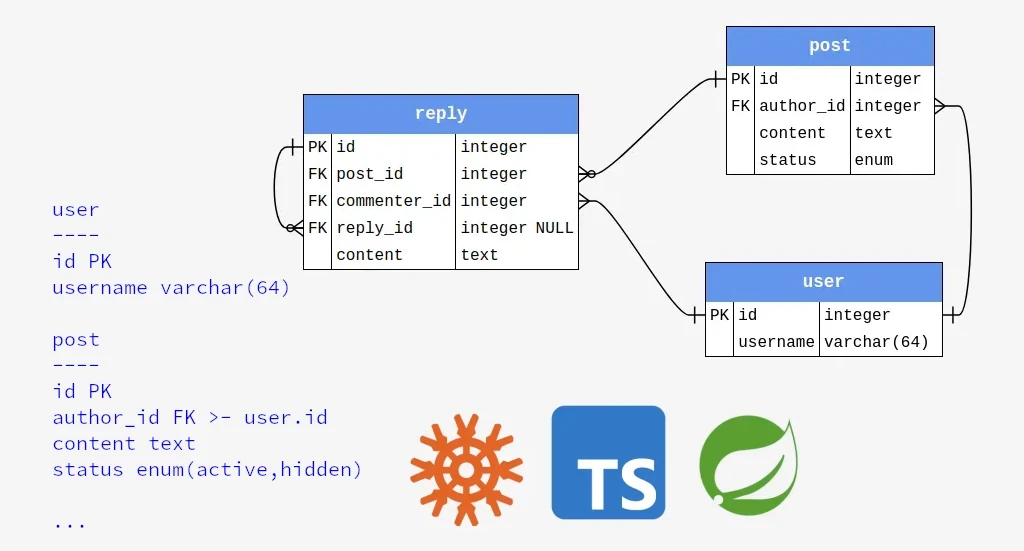 user
----
id PK
username varchar(64)
post
----
id PK
author_id FK >- user.id
content text
status enum(active,hidden)
...
reply
PK id integer
FK post_id integer
FK commenter_id integer
FK reply_id integer NULL
content text
post
PK id integer
FK author_id integer
content text
status enum
user
PK id integer
username varchar(64)
TS